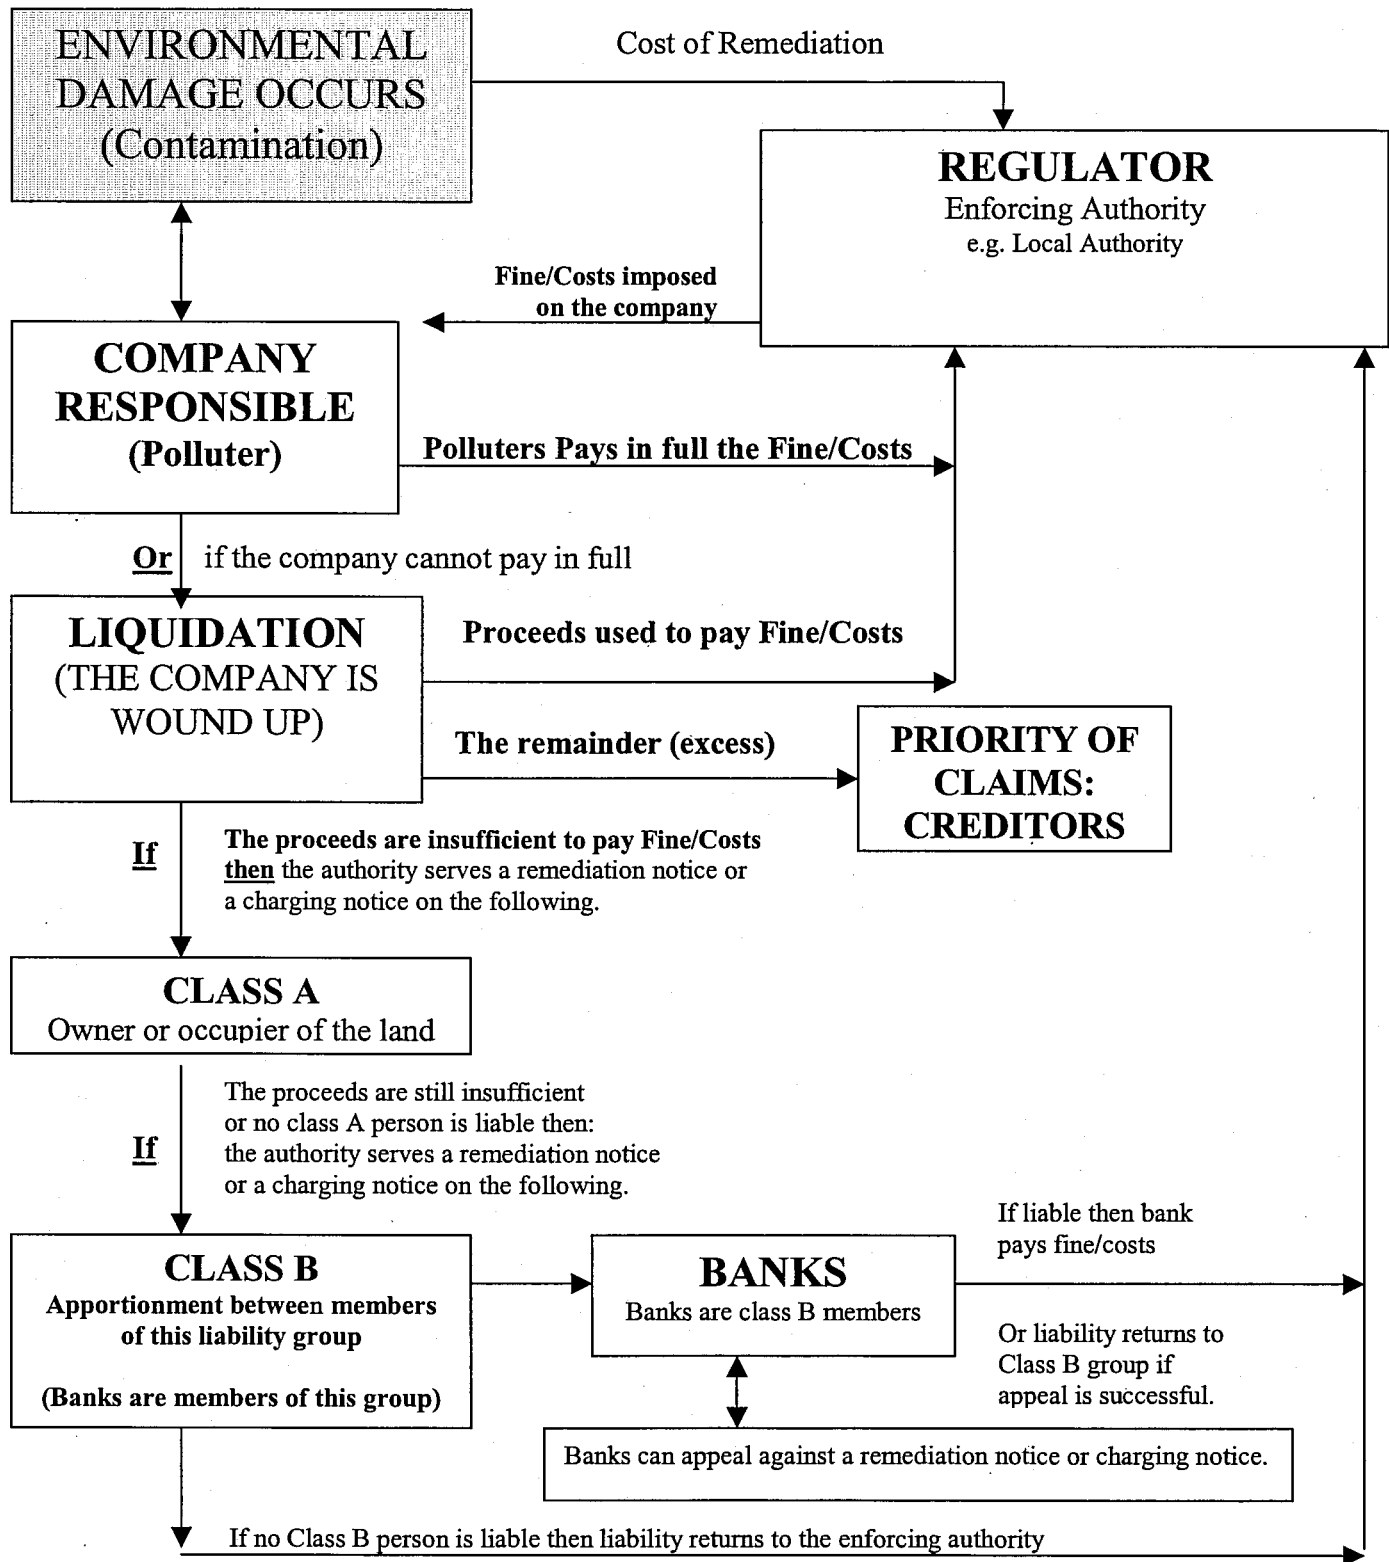 ENVIRONMENTAL
DAMAGE OCCURS
(Contamination)
Cost of Remediation
REGULATOR
Enforcing Authority
e.g. Local Authority
Fine/Costs imposed
on the company
COMPANY
RESPONSIBLE
(Polluter)
Polluters Pays in full the Fine/Costs
Or if the company cannot pay in full
LIQUIDATION
(THE COMPANY IS
WOUND UP)
Proceeds used to pay Fine/Costs
The remainder (excess)
PRIORITY OF
CLAIMS:
CREDITORS
If
The proceeds are insufficient to pay Fine/Costs
then the authority serves a remediation notice or
a charging notice on the following.
CLASS A
Owner or occupier of the land
If
The proceeds are still insufficient
or no class A person is liable then:
the authority serves a remediation notice
or a charging notice on the following.
CLASS B
Apportionment between members
of this liability group
(Banks are members of this group)
BANKS
Banks are class B members
If liable then bank
pays fine/costs
Or liability returns to
Class B group if
appeal is successful.
Banks can appeal against a remediation notice or charging notice.
If no Class B person is liable then liability returns to the enforcing authority